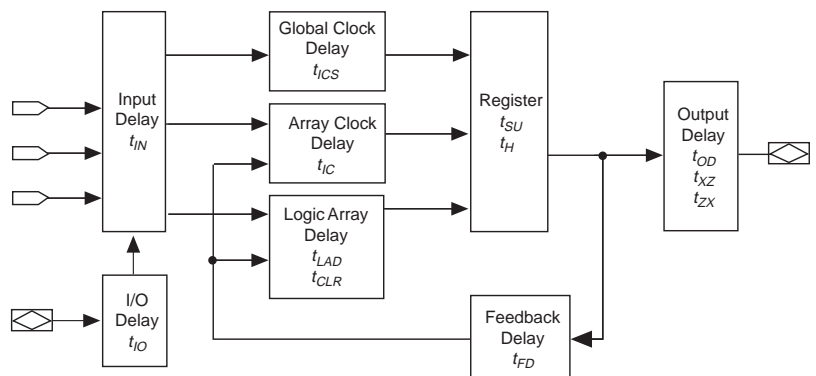 Global Clock
Delay
tICS
Input
Delay
tIN
Array Clock
Delay
tIC
Register
tSU
tH
Output
Delay
tOD
tXZ
tZX
Logic Array
Delay
tLAD
tCLR
I/O
Delay
tIO
Feedback
Delay
tFD